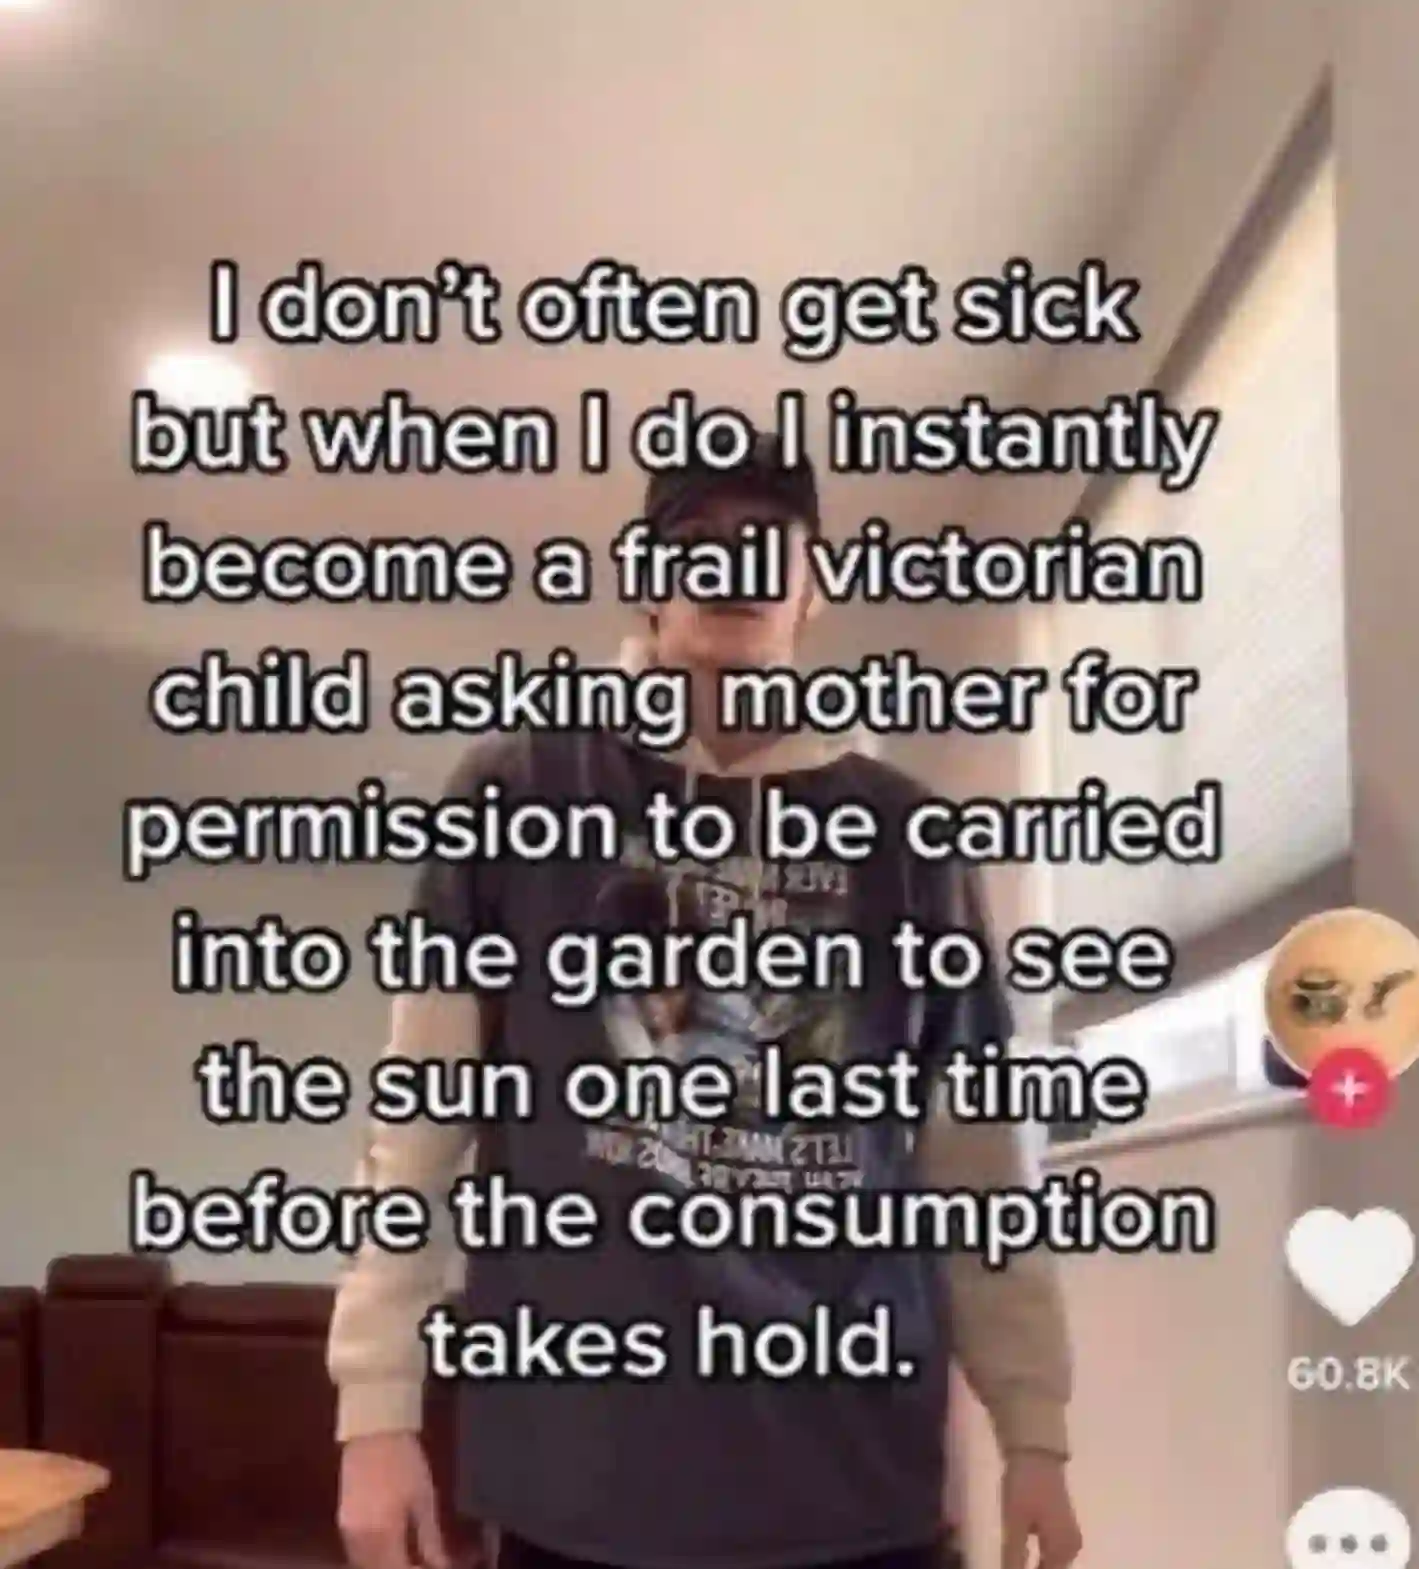 I don't often get sick
but when I do I instantly
become a frail victorian
child asking mother for
permission to be carried
into the garden to see
the sun one last time
before the consumption
takes hold.
60.8K